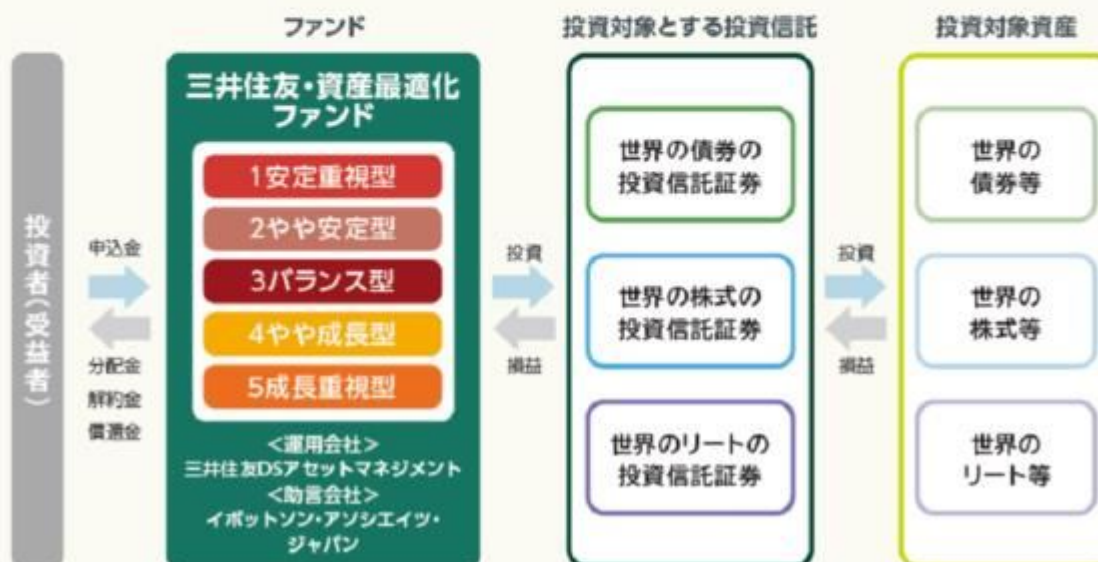 ファンド
投資対象とする投資信託
投資対象資産
投資者(受益者)
申込金
分配金
解約金
償還金
三井住友・資産最適化
ファンド
1安定重視型
2やや安定型
3バランス型
4やや成長型
5成長重視型
<運用会社>
三井住友DSアセットマネジメント
<助言会社>
イボットソン・アソシエイツ・
ジャパン
投資
損益
世界の債券の
投資信託証券
世界の株式の
投資信託証券
世界のリートの
投資信託証券
投資
損益
世界の
債券等
世界の
株式等
世界の
リート等